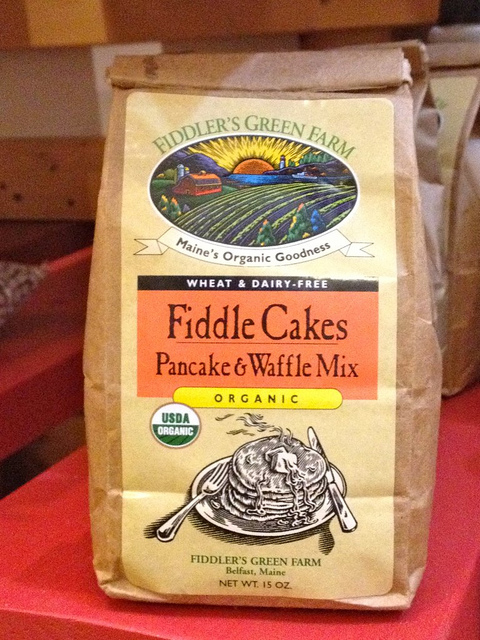 FIDDLER'S GREEN FARM
Maine's Organic Goodness
WHEAT & DAIRY-FREE
Fiddle Cakes
Pancake & Waffle Mix
ORGANIC
USDA
ORGANIC
FIDDLER'S GREEN FARM
Belfast, Maine
NET WT. 15 OZ.